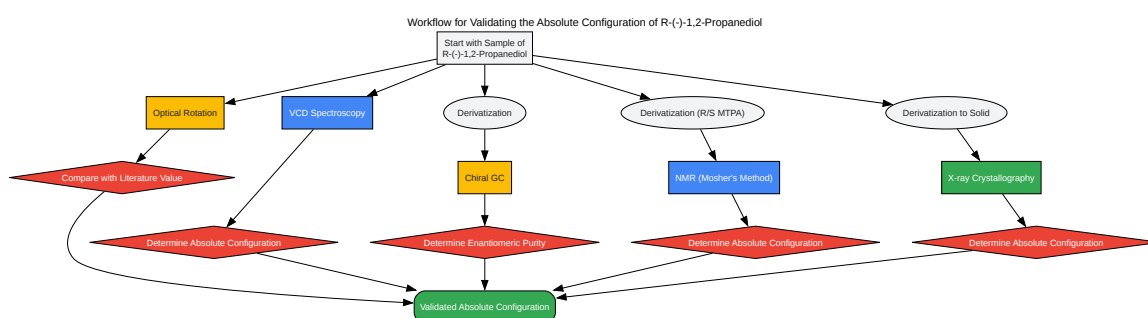 Workflow for Validating the Absolute Configuration of R-(-)-1,2-Propanediol
Start with Sample of
R-(-)-1,2-Propanediol
Optical Rotation
VCD Spectroscopy
Derivatization
Derivatization (R/S MTPA)
Derivatization to Solid
Compare with Literature Value
Chiral GC
NMR (Mosher's Method)
X-ray Crystallography
Determine Absolute Configuration
Determine Enantiomeric Purity
Determine Absolute Configuration
Determine Absolute Configuration
Validated Absolute Configuration